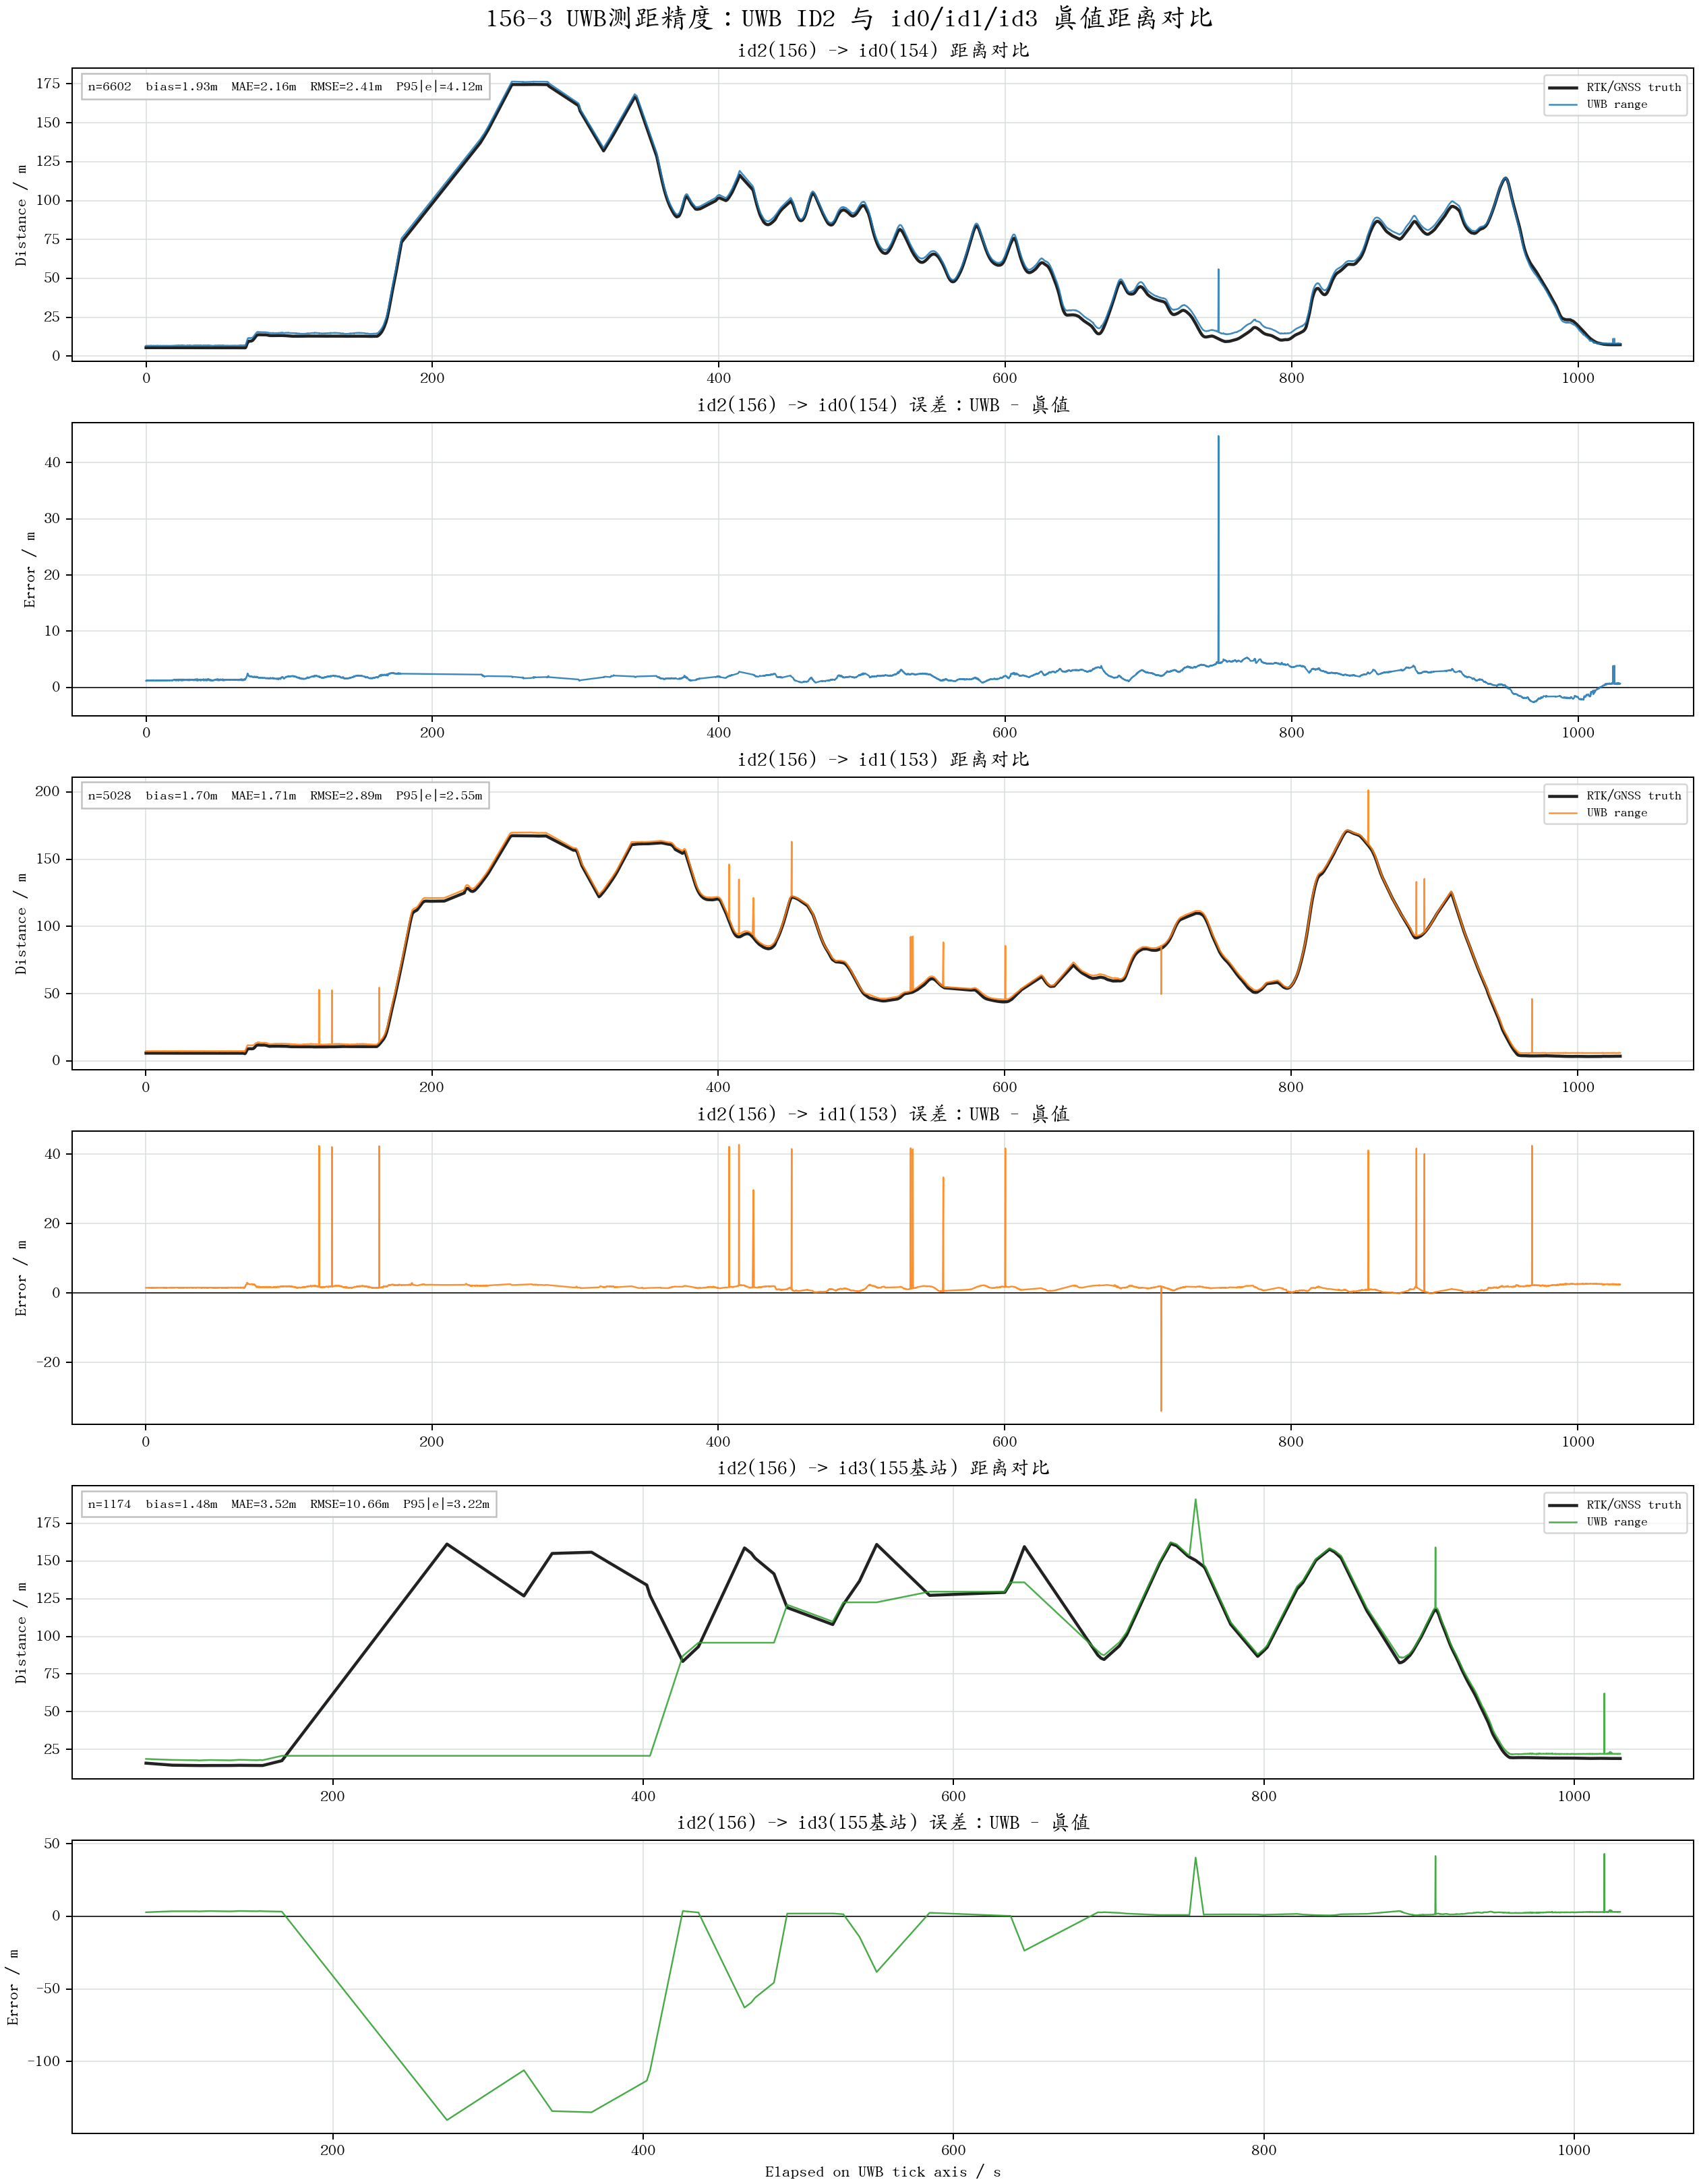 156-3 UWB测距精度：UWB ID2 与 id0/id1/id3 真值距离对比
id2(156) -> id0(154) 距离对比
n=6602 bias=1.93m MAE=2.16m RMSE=2.41m P95|e|=4.12m
RTK/GNSS truth
UWB range
Distance / m
175
150
125
100
75
50
25
0
0 200 400 600 800 1000
id2(156) -> id0(154) 误差：UWB - 真值
Error / m
40
30
20
10
0
0 200 400 600 800 1000
id2(156) -> id1(153) 距离对比
n=5028 bias=1.70m MAE=1.71m RMSE=2.89m P95|e|=2.55m
RTK/GNSS truth
UWB range
Distance / m
200
150
100
50
0
0 200 400 600 800 1000
id2(156) -> id1(153) 误差：UWB - 真值
Error / m
40
20
0
-20
0 200 400 600 800 1000
id2(156) -> id3(155基站) 距离对比
n=1174 bias=1.48m MAE=3.52m RMSE=10.66m P95|e|=3.22m
RTK/GNSS truth
UWB range
Distance / m
175
150
125
100
75
50
25
200 400 600 800 1000
id2(156) -> id3(155基站) 误差：UWB - 真值
Error / m
50
0
-50
-100
200 400 600 800 1000
Elapsed on UWB tick axis / s